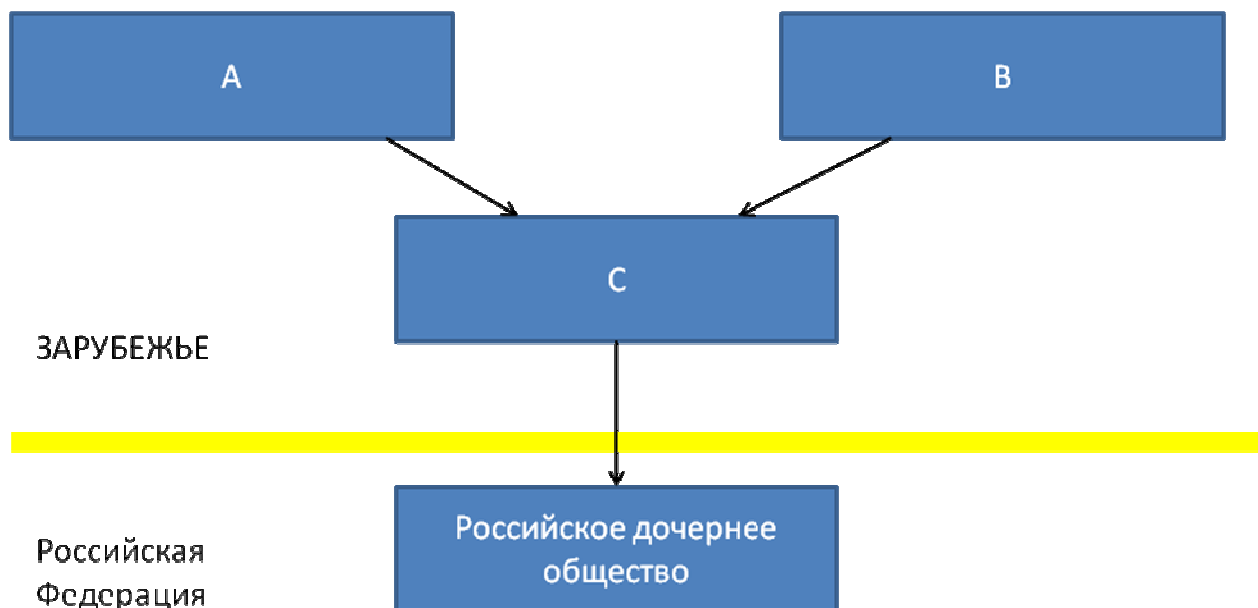 А
В
С
ЗАРУБЕЖЬЕ
Российское дочернее
общество
Российская
Федерация